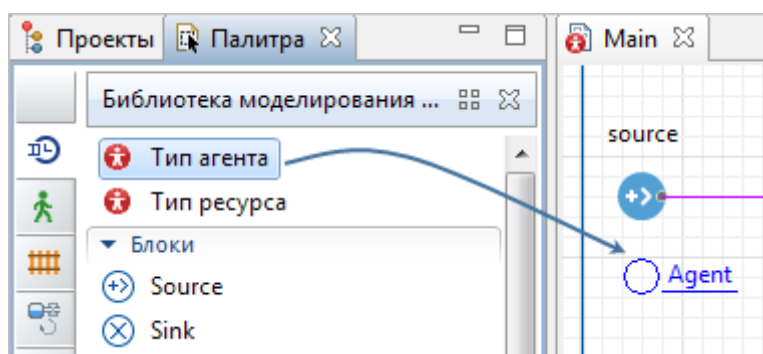 Проекты Палитра Main
Библиотека моделирования ...
Тип агента
Тип ресурса
Блоки
Source
Sink
source
Agent